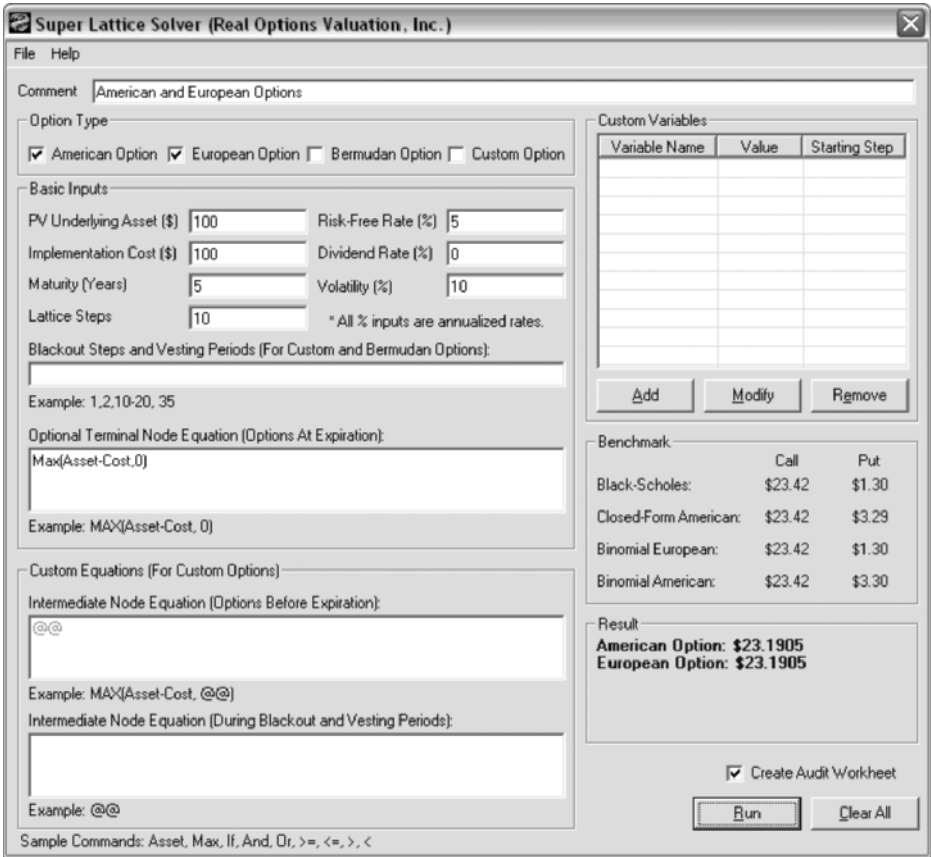 Super Lattice Solver (Real Options Valuation, Inc.)
File Help
Comment American and European Options
Option Type
American Option European Option Bermudan Option Custom Option
Basic Inputs
PV Underlying Asset ($) 100 Risk-Free Rate (%) 5
Implementation Cost ($) 100 Dividend Rate (%) 0
Maturity (Years) 5 Volatility (%) 10
Lattice Steps 10 * All % inputs are annualized rates.
Blackout Steps and Vesting Periods (For Custom and Bermudan Options):
Example: 1,2,10-20, 35
Optional Terminal Node Equation (Options At Expiration):
Max(Asset-Cost,0)
Example: MAX(Asset-Cost, 0)
Custom Equations (For Custom Options)
Intermediate Node Equation (Options Before Expiration):
@@
Example: MAX(Asset-Cost, @@)
Intermediate Node Equation (During Blackout and Vesting Periods):
Example: @@
Sample Commands: Asset, Max, If, And, Or, >=, <=, >, <
Custom Variables
Variable Name Value Starting Step
Add Modify Remove
Benchmark
Call Put
Black-Scholes: $23.42 $1.30
Closed-Form American: $23.42 $3.29
Binomial European: $23.42 $1.30
Binomial American: $23.42 $3.30
Result
American Option: $23.1905
European Option: $23.1905
Create Audit Workheet
Run Clear All